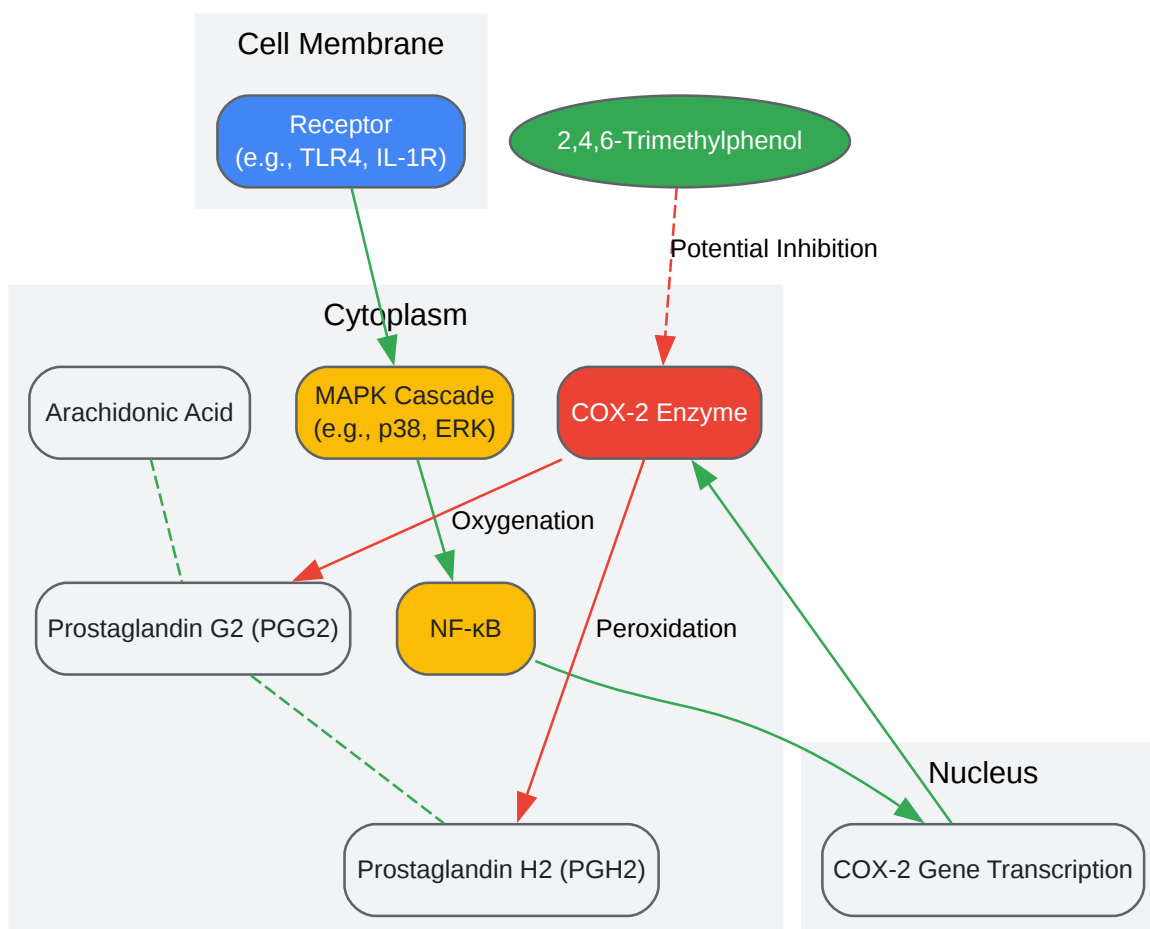 Cell Membrane
Receptor
(e.g., TLR4, IL-1R)
2,4,6-Trimethylphenol
Potential Inhibition
Cytoplasm
Arachidonic Acid
MAPK Cascade
(e.g., p38, ERK)
COX-2 Enzyme
Oxygenation
Prostaglandin G2 (PGG2)
NF-κB
Peroxidation
Nucleus
Prostaglandin H2 (PGH2)
COX-2 Gene Transcription